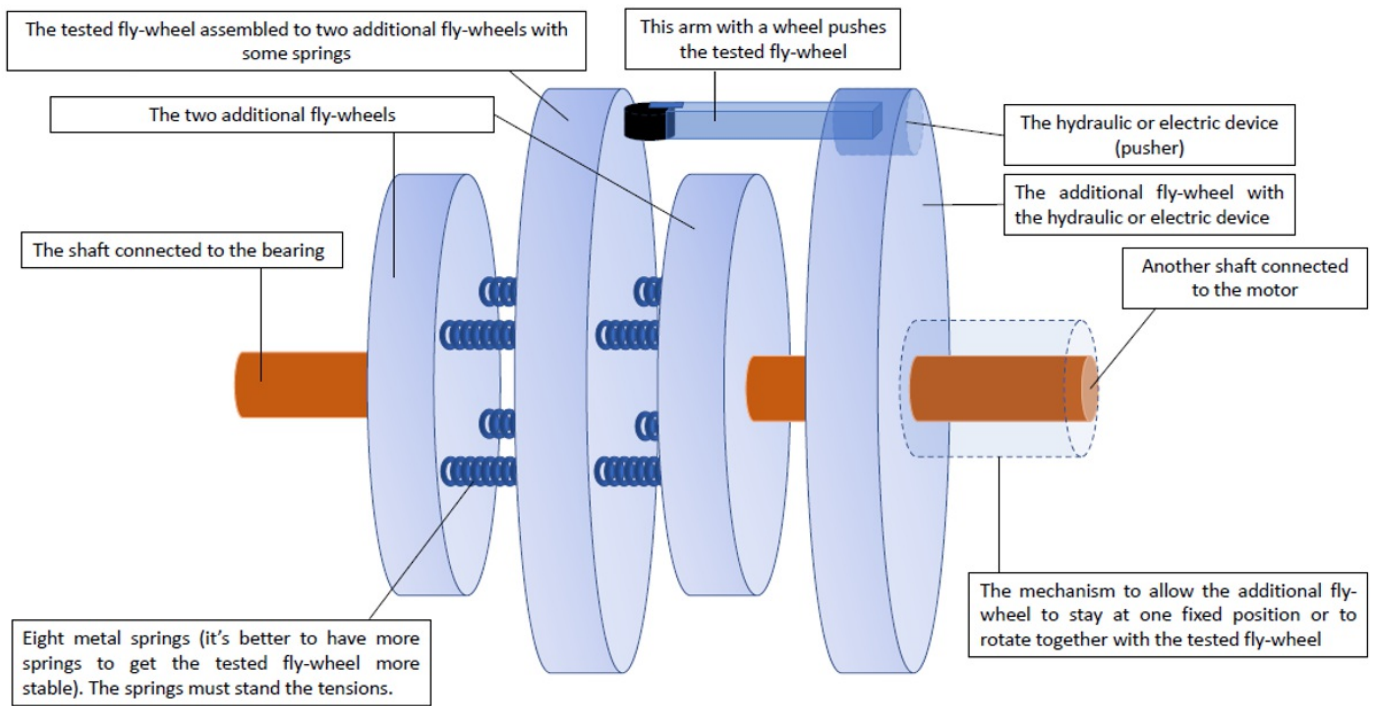 The tested fly-wheel assembled to two additional fly-wheels with
some springs
This arm with a wheel pushes
the tested fly-wheel
The two additional fly-wheels
The hydraulic or electric device
(pusher)
The additional fly-wheel with
the hydraulic or electric device
The shaft connected to the bearing
Another shaft connected
to the motor
The mechanism to allow the additional fly-
wheel to stay at one fixed position or to
rotate together with the tested fly-wheel
Eight metal springs (it's better to have more
springs to get the tested fly-wheel more
stable). The springs must stand the tensions.